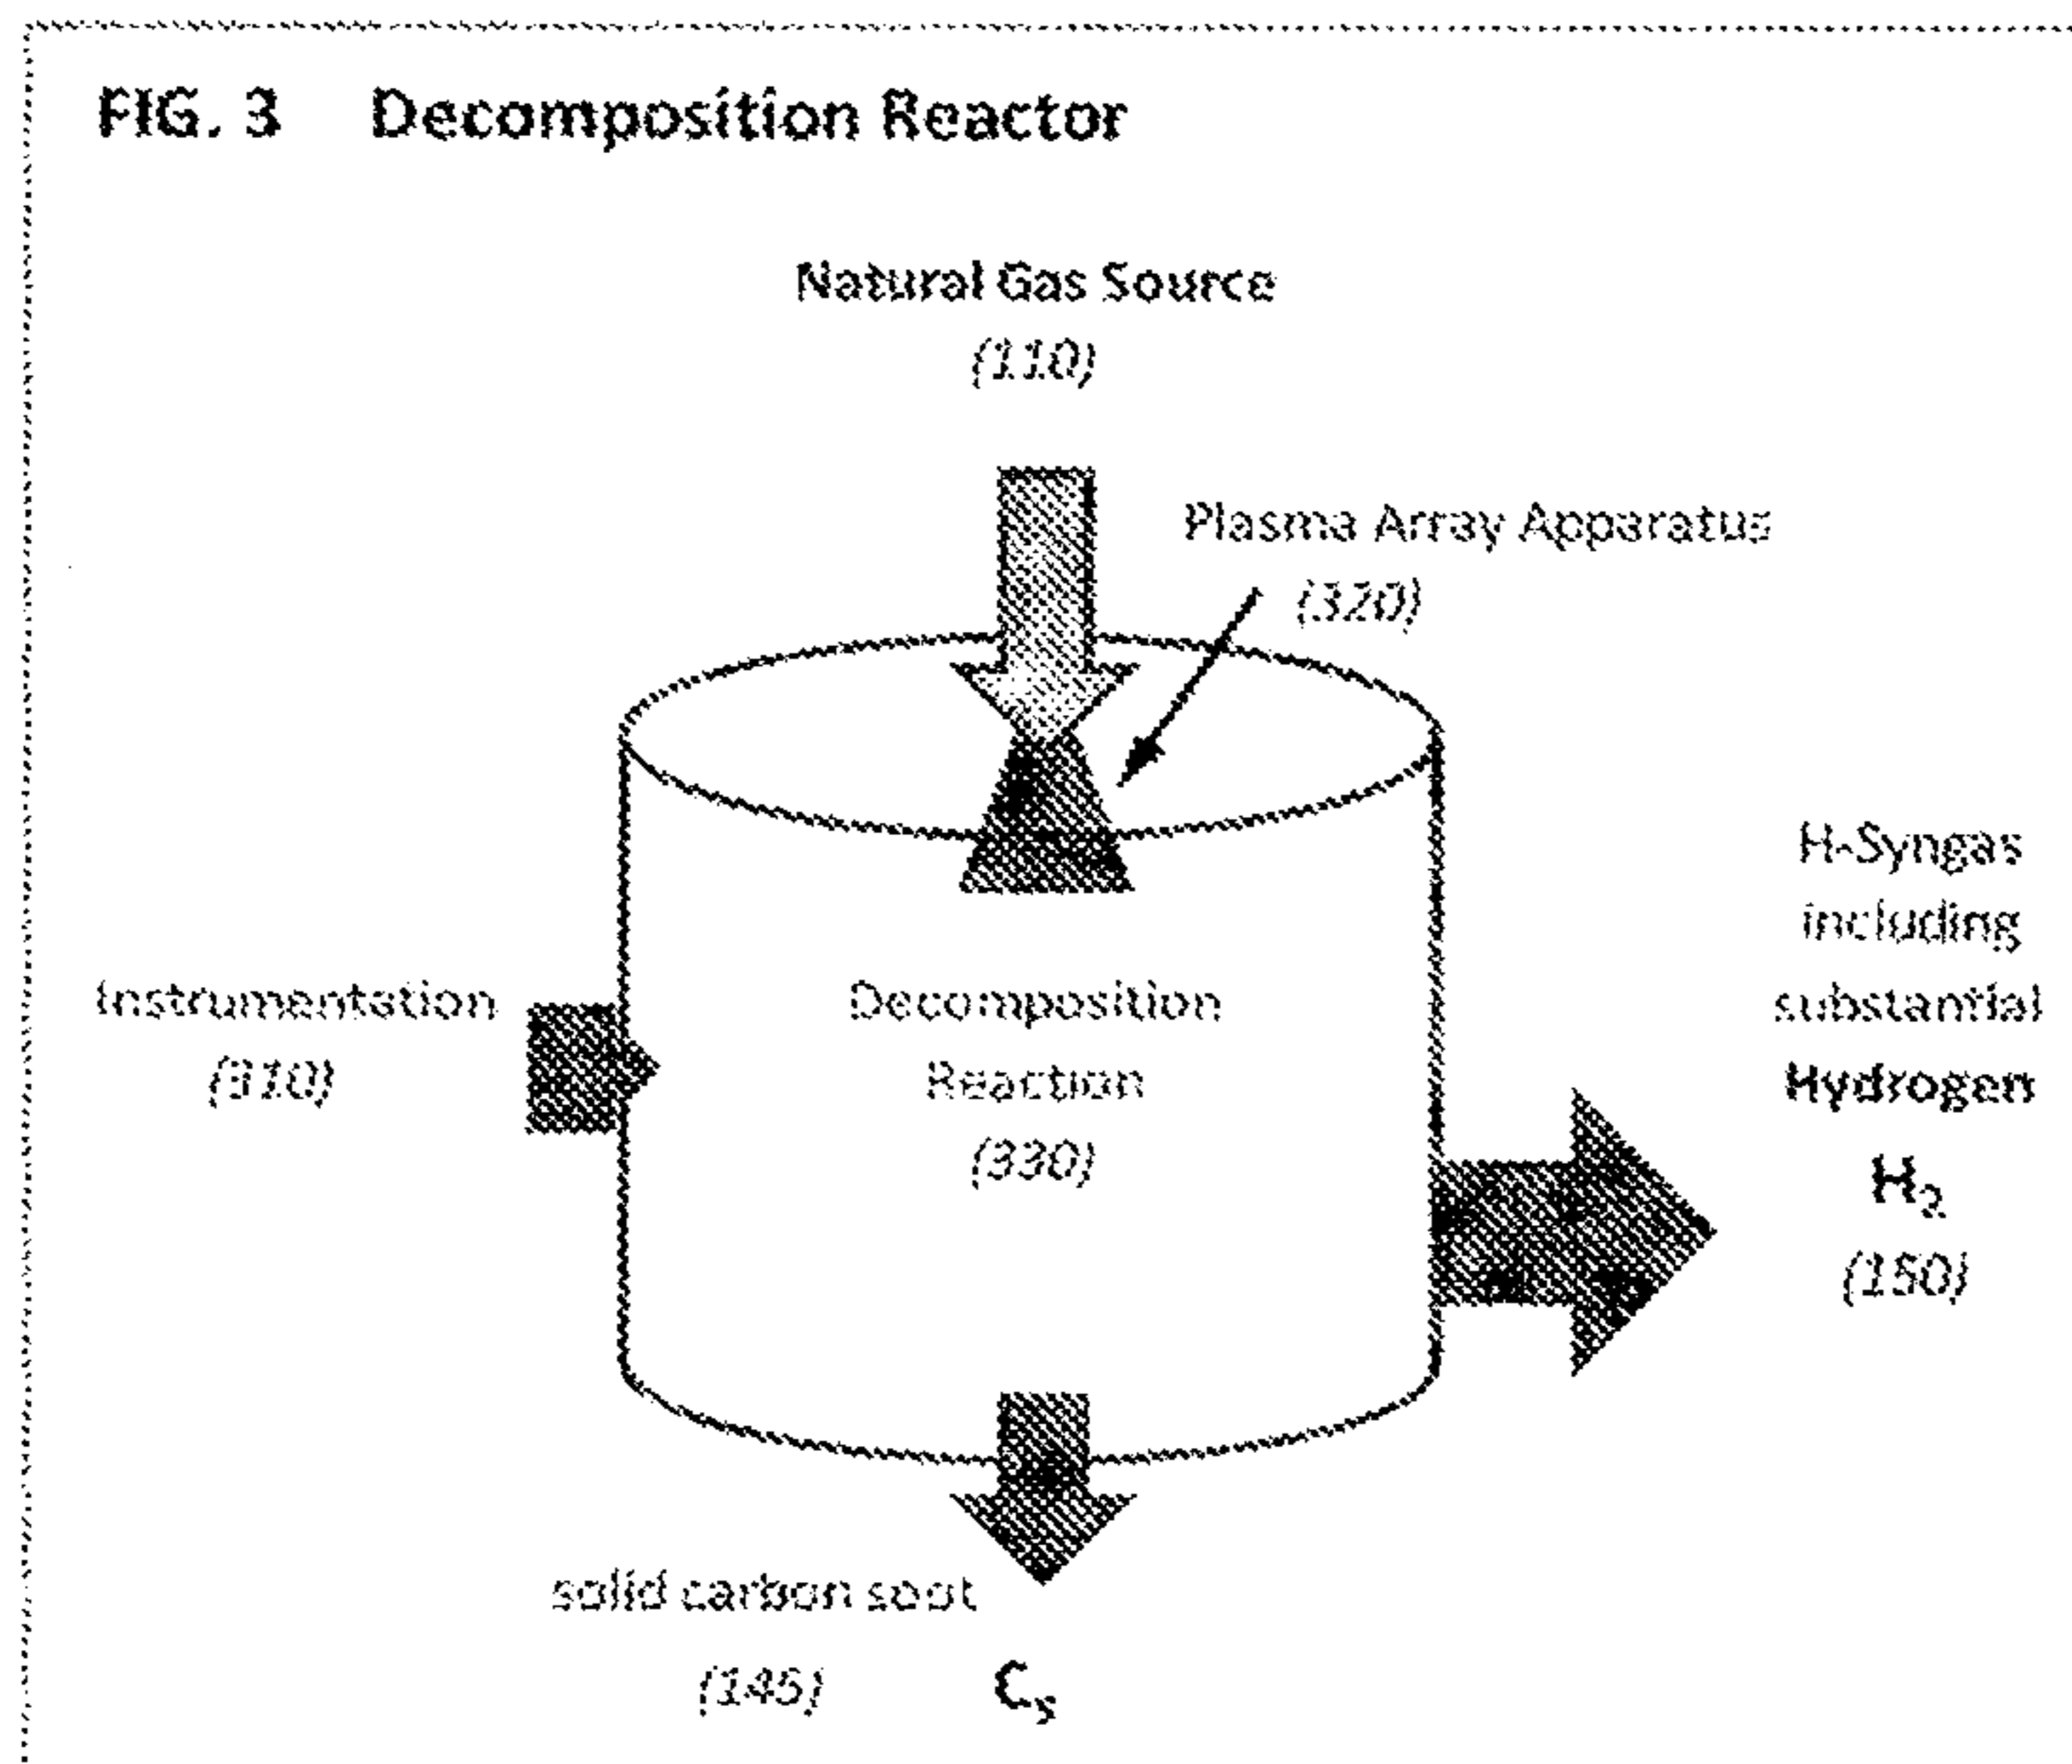 FIG. 3 Decomposition Reactor
Natural Gas Source
(110)
Plasma Array Apparatus
(320)
Instrumentation
(310)
Decomposition
Reaction
(330)
H-Syngas
including
substantial
Hydrogen
H₂
(150)
solid carbon soot
(145) Cₛ